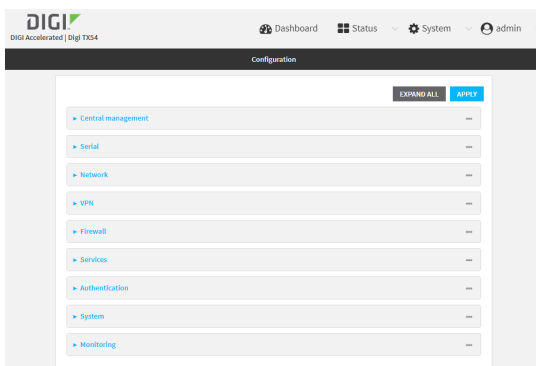 DIGI
DIGI Accelerated | Digi TX54
Dashboard Status System admin
Configuration
EXPAND ALL APPLY
Central management
Serial
Network
VPN
Firewall
Services
Authentication
System
Monitoring